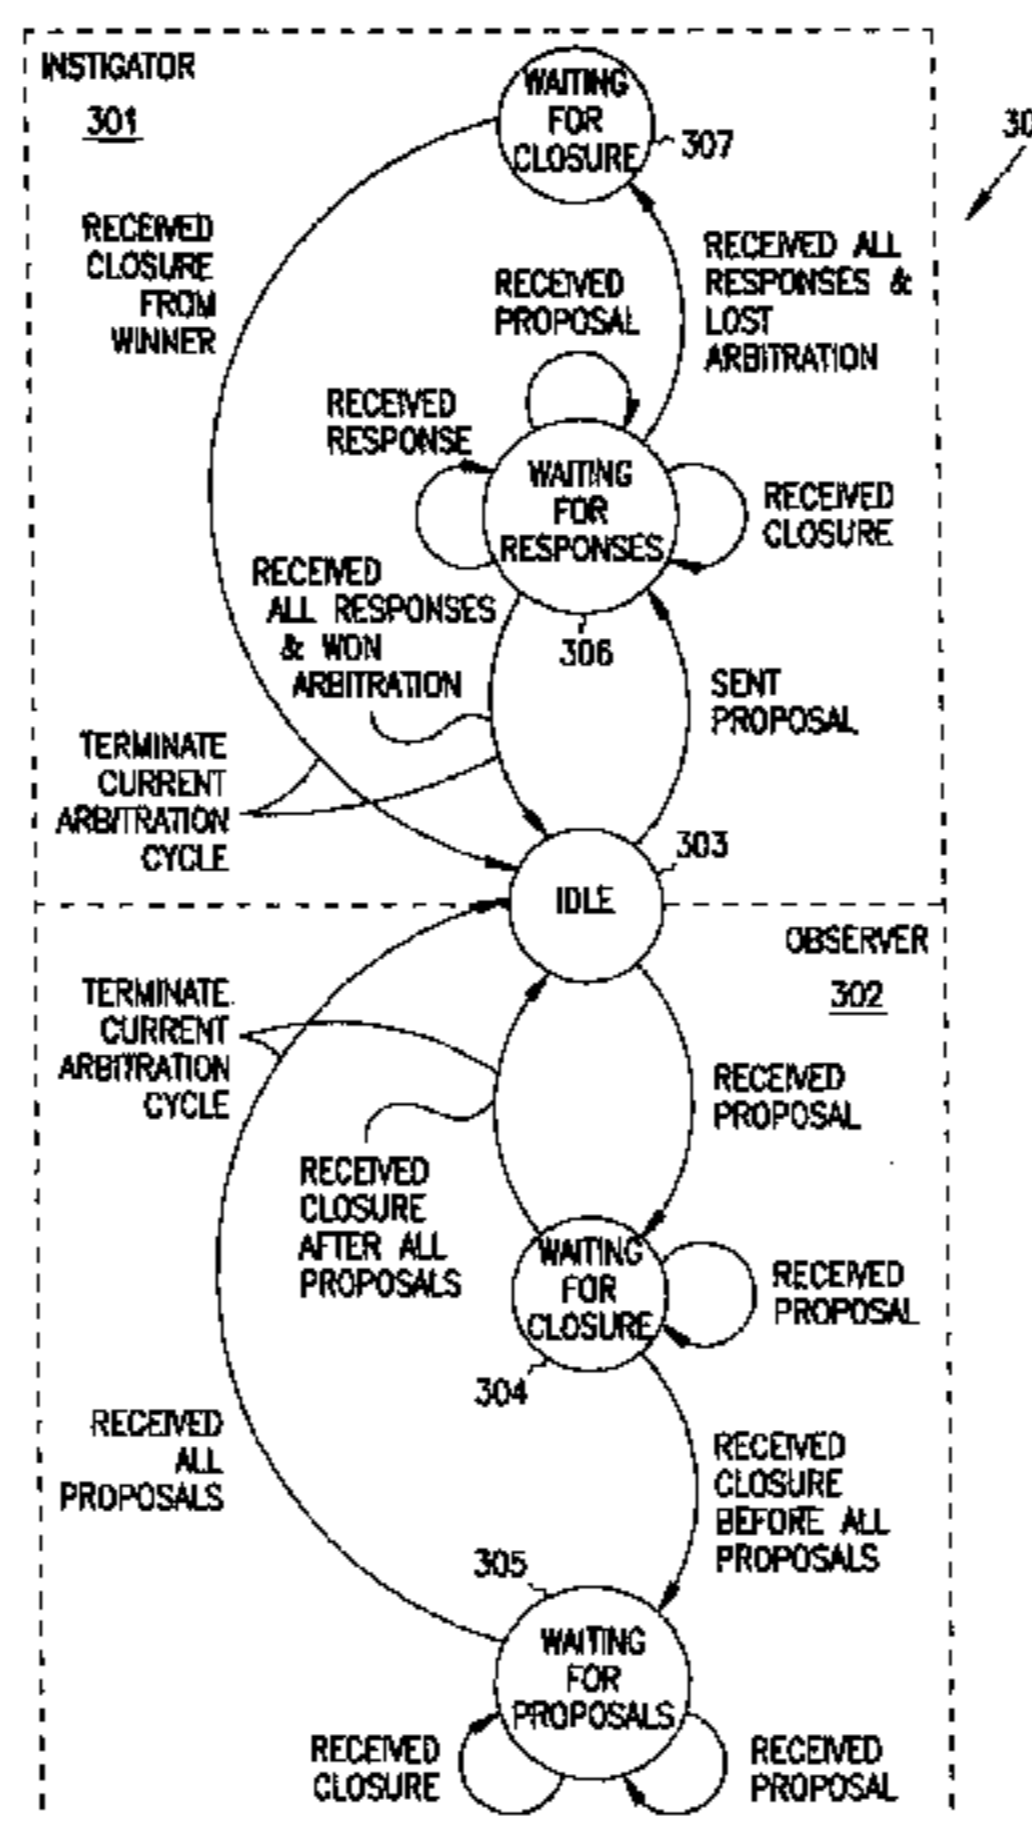 INSTIGATOR
301
WAITING
FOR
CLOSURE
307
30
RECEIVED
CLOSURE
FROM
WINNER
RECEIVED ALL
RESPONSES &
LOST
ARBITRATION
RECEIVED
PROPOSAL
RECEIVED
RESPONSE
WAITING
FOR
RESPONSES
RECEIVED
CLOSURE
306
RECEIVED
ALL RESPONSES
& WON
ARBITRATION
SENT
PROPOSAL
TERMINATE
CURRENT
ARBITRATION
CYCLE
303
IDLE
OBSERVER
302
TERMINATE
CURRENT
ARBITRATION
CYCLE
RECEIVED
PROPOSAL
RECEIVED
CLOSURE
AFTER ALL
PROPOSALS
WAITING
FOR
CLOSURE
304
RECEIVED
PROPOSAL
RECEIVED
ALL
PROPOSALS
RECEIVED
CLOSURE
BEFORE ALL
PROPOSALS
305
WAITING
FOR
PROPOSALS
RECEIVED
CLOSURE
RECEIVED
PROPOSAL